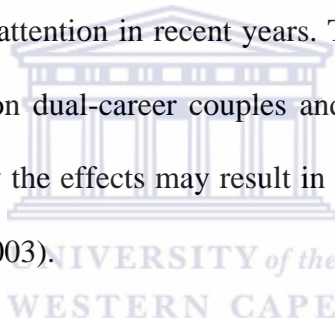 attention in recent years. T
on dual-career couples and
the effects may result in
003).
UNIVERSITY of the
WESTERN CAPE